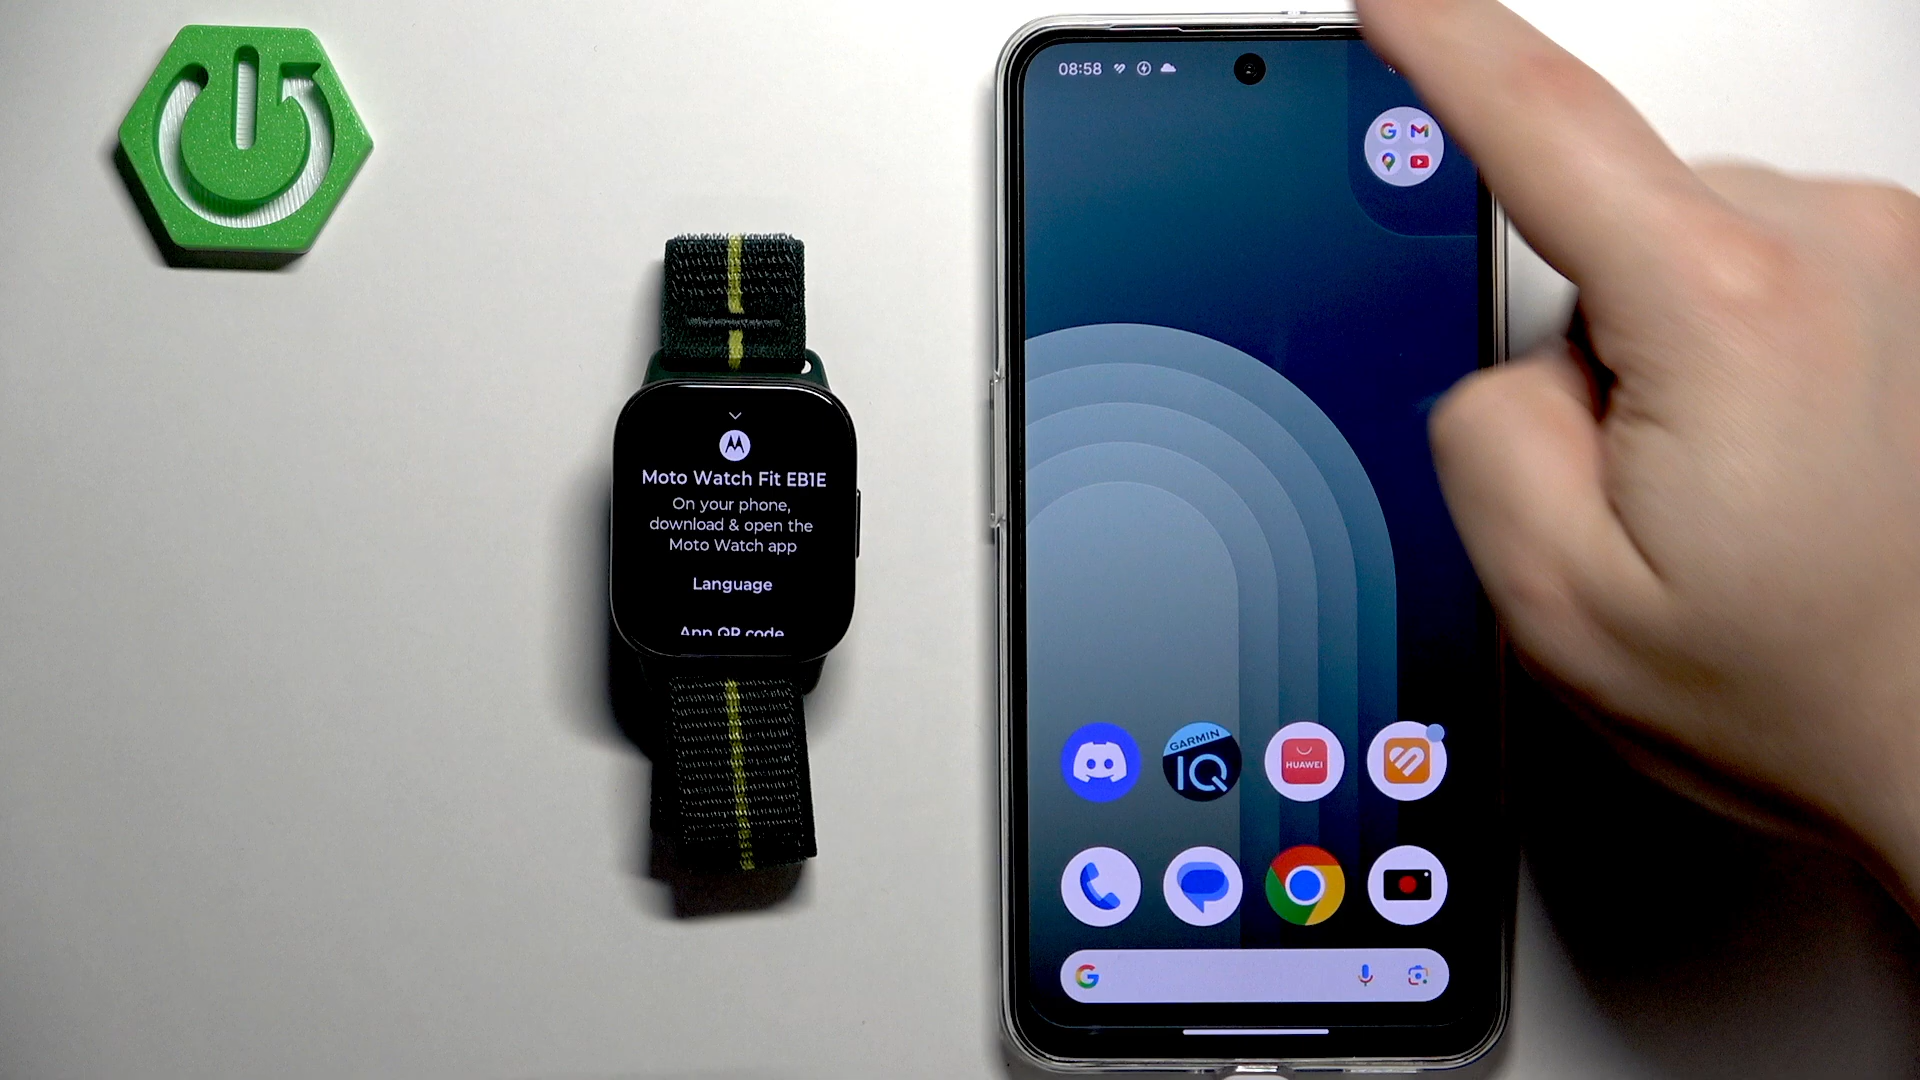 08:58
Moto Watch Fit EB1E
On your phone,
download & open the
Moto Watch app
Language
App QR code
GARMIN
IQ
HUAWEI